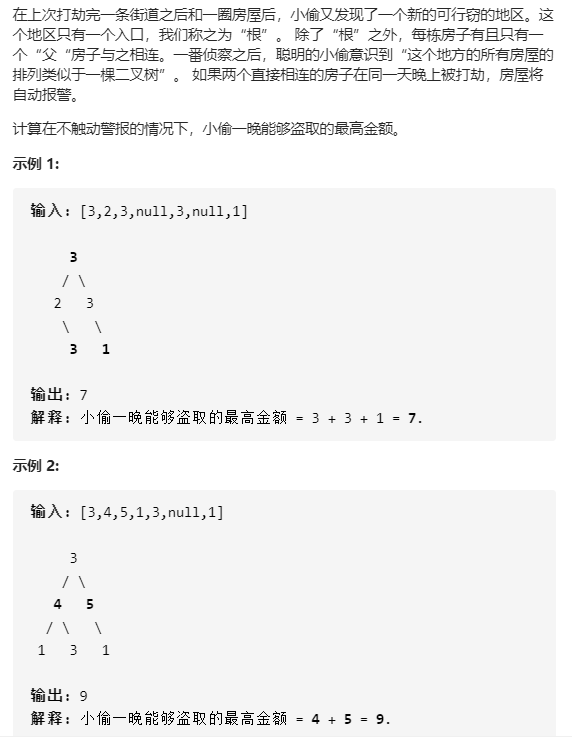 在上次打劫完一条街道之后和一圈房屋后，小偷又发现了一个新的可行窃的地区。这
个地区只有一个入口，我们称之为“根”。 除了“根”之外，每栋房子有且只有一
个“父“房子与之相连。一番侦察之后，聪明的小偷意识到“这个地方的所有房屋的
排列类似于一棵二叉树”。 如果两个直接相连的房子在同一天晚上被打劫，房屋将
自动报警。
计算在不触动警报的情况下，小偷一晚能够盗取的最高金额。
示例 1:
输入: [3,2,3,null,3,null,1]
3
/ \
2 3
\ \
3 1
输出: 7
解释: 小偷一晚能够盗取的最高金额 = 3 + 3 + 1 = 7.
示例 2:
输入: [3,4,5,1,3,null,1]
3
/ \
4 5
/ \ \
1 3 1
输出: 9
解释: 小偷一晚能够盗取的最高金额 = 4 + 5 = 9.